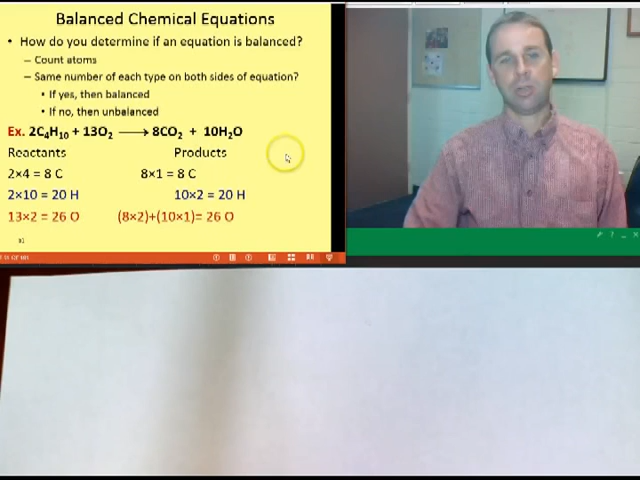 Balanced Chemical Equations
• How do you determine if an equation is balanced?
– Count atoms
– Same number of each type on both sides of equation?
• If yes, then balanced
• If no, then unbalanced
Ex. 2C₄H₁₀ + 13O₂ ⟶ 8CO₂ + 10H₂O
Reactants Products
2×4 = 8 C 8×1 = 8 C
2×10 = 20 H 10×2 = 20 H
13×2 = 26 O (8×2)+(10×1)= 26 O